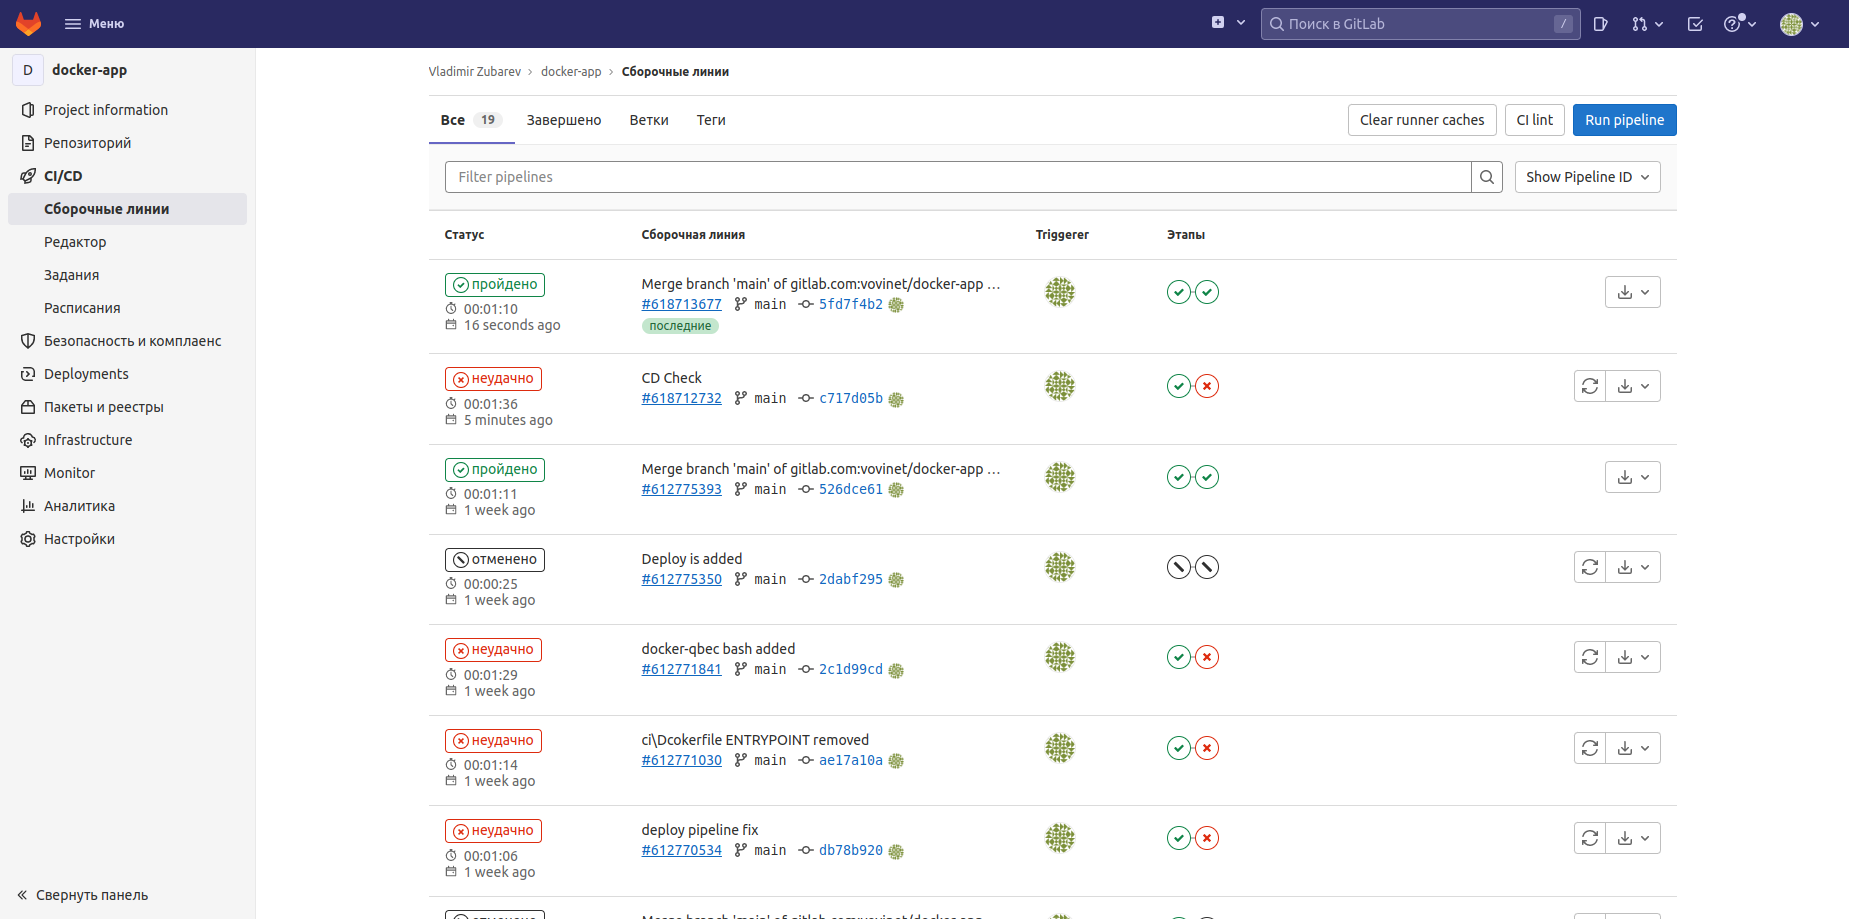 Меню
Поиск в GitLab /
D docker-app
Project information
Репозиторий
CI/CD
Сборочные линии
Редактор
Задания
Расписания
Безопасность и комплаенс
Deployments
Пакеты и реестры
Infrastructure
Monitor
Аналитика
Настройки
Свернуть панель
Vladimir Zubarev › docker-app › Сборочные линии
Все 19 Завершено Ветки Теги
Clear runner caches CI lint Run pipeline
Filter pipelines Show Pipeline ID
Статус Сборочная линия Triggerer Этапы
пройдено Merge branch 'main' of gitlab.com:vovinet/docker-app ...
00:01:10 #618713677 main 5fd7f4b2
16 seconds ago последние
неудачно CD Check
00:01:36 #618712732 main c717d05b
5 minutes ago
пройдено Merge branch 'main' of gitlab.com:vovinet/docker-app ...
00:01:11 #612775393 main 526dce61
1 week ago
отменено Deploy is added
00:00:25 #612775350 main 2dabf295
1 week ago
неудачно docker-qbec bash added
00:01:29 #612771841 main 2c1d99cd
1 week ago
неудачно ci\Dcokerfile ENTRYPOINT removed
00:01:14 #612771030 main ae17a10a
1 week ago
неудачно deploy pipeline fix
00:01:06 #612770534 main db78b920
1 week ago